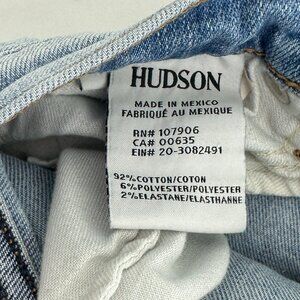 HUDSON
MADE IN MEXICO
FABRIQUÉ AU MEXIQUE
RN# 107906
CA# 00635
EIN# 20-3082491
92% COTTON/COTON
6% POLYESTER/POLYESTER
2% ELASTANE/ELASTHANNE